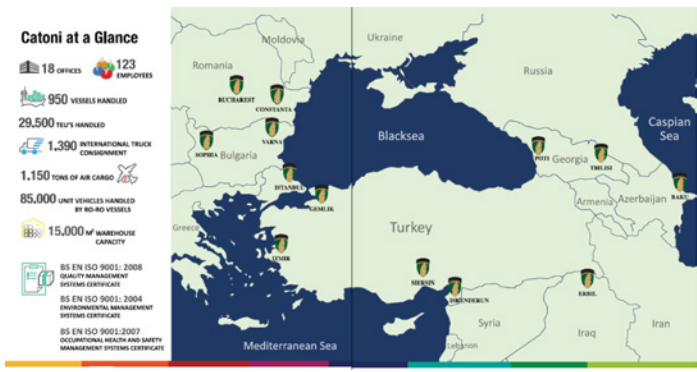 Catoni at a Glance
18 OFFICES
123 EMPLOYEES
950 VESSELS HANDLED
29.500 TEU'S HANDLED
1,390 INTERNATIONAL TRUCK
CONSIGNMENT
1,150 TONS OF AIR CARGO
85.000 UNIT VEHICLES HANDLED
BY RO-RO VESSELS
15,000 M² WAREHOUSE
CAPACITY
BS EN ISO 9001: 2008
QUALITY MANAGEMENT
SYSTEMS CERTIFICATE
BS EN ISO 9001: 2004
ENVIRONMENTAL MANAGEMENT
SYSTEMS CERTIFICATE
BS EN ISO 9001:2007
OCCUPATIONAL HEALTH AND SAFETY
MANAGEMENT SYSTEMS CERTIFICATE
Moldovia
Ukraine
Romania
Russia
BUCHAREST
CONSTANTA
Blacksea
Caspian
Sea
VARNA
SOPHIA
Bulgaria
POTI
Georgia
TBILISI
ISTANBUL
GEMLIK
Armenia
Azerbaijan
BAKU
Greece
Turkey
IZMIR
MERSIN
ISKENDERUN
ERBIL
Syria
Iraq
Iran
Lebanon
Mediterranean Sea